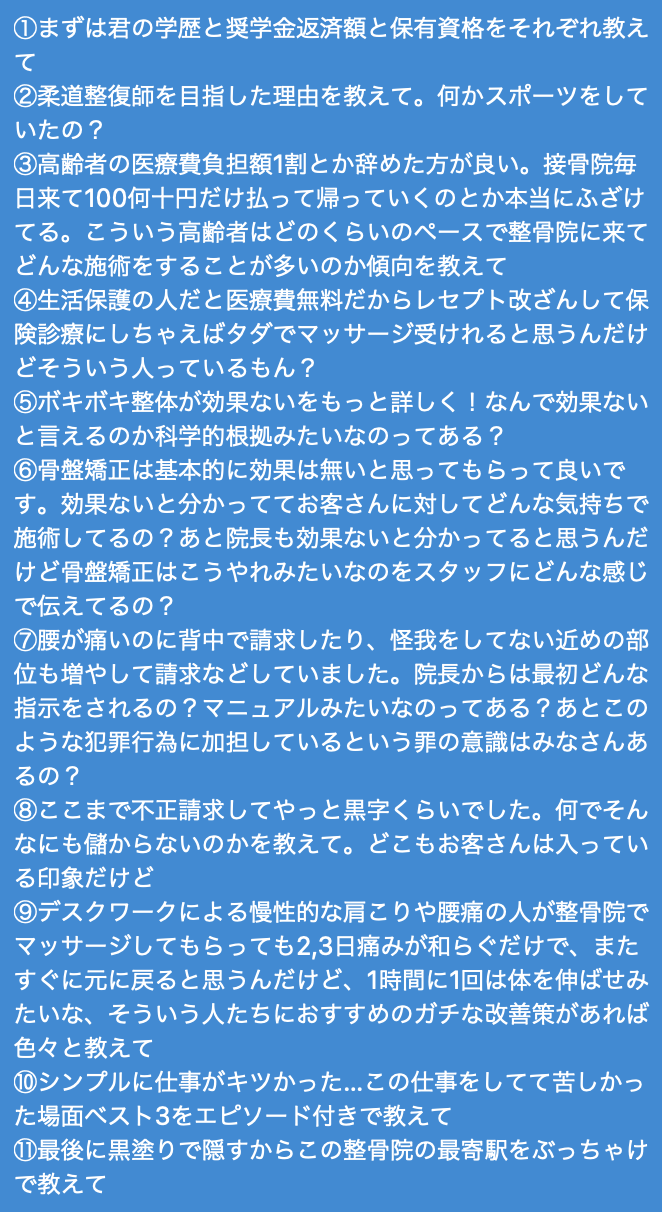 ①まずは君の学歴と奨学金返済額と保有資格をそれぞれ教え
て
②柔道整復師を目指した理由を教えて。何かスポーツをして
いたの？
③高齢者の医療費負担額1割とか辞めた方が良い。接骨院毎
日来て100何十円だけ払って帰っていくのとか本当にふざけ
てる。こういう高齢者はどのくらいのペースで整骨院に来て
どんな施術をすることが多いのか傾向を教えて
④生活保護の人だと医療費無料だからレセプト改ざんして保
険診療にしちゃえばタダでマッサージ受けれると思うんだけ
どそういう人っているもん？
⑤ボキボキ整体が効果ないをもっと詳しく！なんで効果ない
と言えるのか科学的根拠みたいなのってある？
⑥骨盤矯正は基本的に効果は無いと思ってもらって良いで
す。効果ないと分かっててお客さんに対してどんな気持ちで
施術してるの？あと院長も効果ないと分かってると思うんだ
けど骨盤矯正はこうやれみたいなのをスタッフにどんな感じ
で伝えてるの？
⑦腰が痛いのに背中で請求したり、怪我をしてない近めの部
位も増やして請求などしていました。院長からは最初どんな
指示をされるの？マニュアルみたいなのってある？あとこの
ような犯罪行為に加担しているという罪の意識はみなさんあ
るの？
⑧ここまで不正請求してやっと黒字くらいでした。何でそん
なにも儲からないのかを教えて。どこもお客さんは入ってい
る印象だけど
⑨デスクワークによる慢性的な肩こりや腰痛の人が整骨院で
マッサージしてもらっても2,3日痛みが和らぐだけで、また
すぐに元に戻ると思うんだけど、1時間に1回は体を伸ばせみ
たいな、そういう人たちにおすすめのガチな改善策があれば
色々と教えて
⑩シンプルに仕事がキツかった…この仕事をしてて苦しかっ
た場面ベスト3をエピソード付きで教えて
⑪最後に黒塗りで隠すからこの整骨院の最寄駅をぶっちゃけ
で教えて